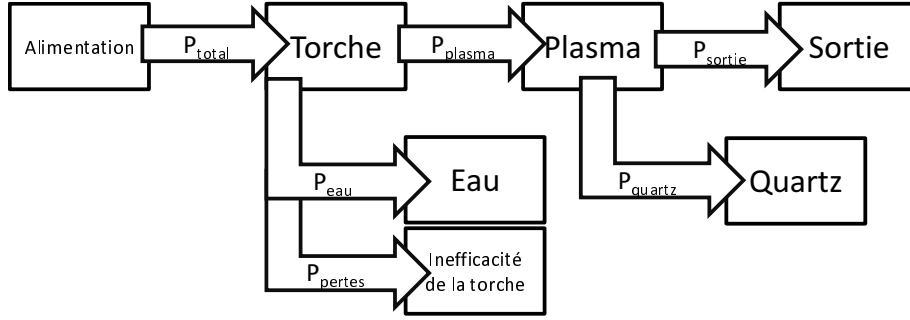 Alimentation
P_total
Torche
P_plasma
Plasma
P_sortie
Sortie
P_eau
Eau
P_quartz
Quartz
P_pertes
Inefficacité
de la torche